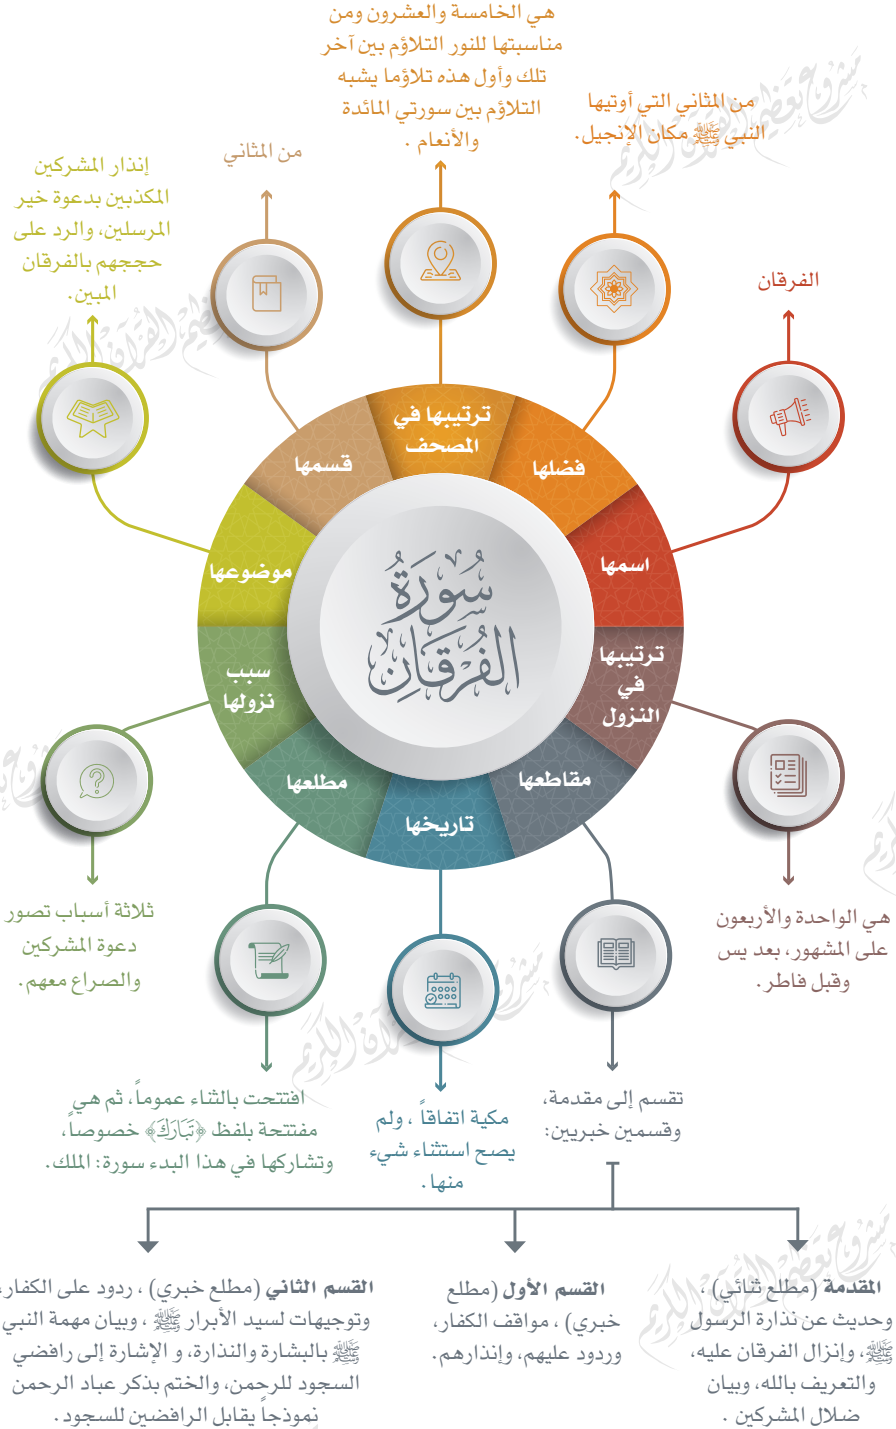 هي الخامسة والعشرون ومن
مناسبتها للنور التلاؤم بين آخر
تلك وأول هذه تلاؤما يشبه
التلاؤم بين سورتي المائدة
والأنعام .
من المثاني التي أوتيها
النبي ﷺ مكان الإنجيل.
من المثاني
إنذار المشركين
المكذبين بدعوة خير
المرسلين، والرد على
حججهم بالفرقان
المبين.
الفرقان
ترتيبها في
المصحف
فضلها
قسمها
اسمها
موضوعها
سُورَةُ
الفُرقَانِ
ترتيبها
في
النزول
سبب
نزولها
مقاطعها
مطلعها
تاريخها
هي الواحدة والأربعون
على المشهور، بعد يس
وقبل فاطر.
ثلاثة أسباب تصور
دعوة المشركين
والصراع معهم.
افتتحت بالثناء عموماً، ثم هي
مفتتحة بلفظ ﴿تَبَارَكَ﴾ خصوصاً،
وتشاركها في هذا البدء سورة: الملك.
مكية اتفاقاً ، ولم
يصح استثناء شيء
منها.
تقسم إلى مقدمة،
وقسمين خبريين:
المقدمة (مطلع ثنائي) ،
وحديث عن نذارة الرسول
ﷺ، وإنزال الفرقان عليه،
والتعريف بالله، وبيان
ضلال المشركين .
القسم الأول (مطلع
خبري) ، مواقف الكفار،
وردود عليهم، وإنذارهم.
القسم الثاني (مطلع خبري) ، ردود على الكفار،
وتوجيهات لسيد الأبرار ﷺ ، وبيان مهمة النبي
ﷺ بالبشارة والنذارة، و الإشارة إلى رافضي
السجود للرحمن، والختم بذكر عباد الرحمن
نموذجاً يقابل الرافضين للسجود.
مشروع تعظيم القرآن الكريم